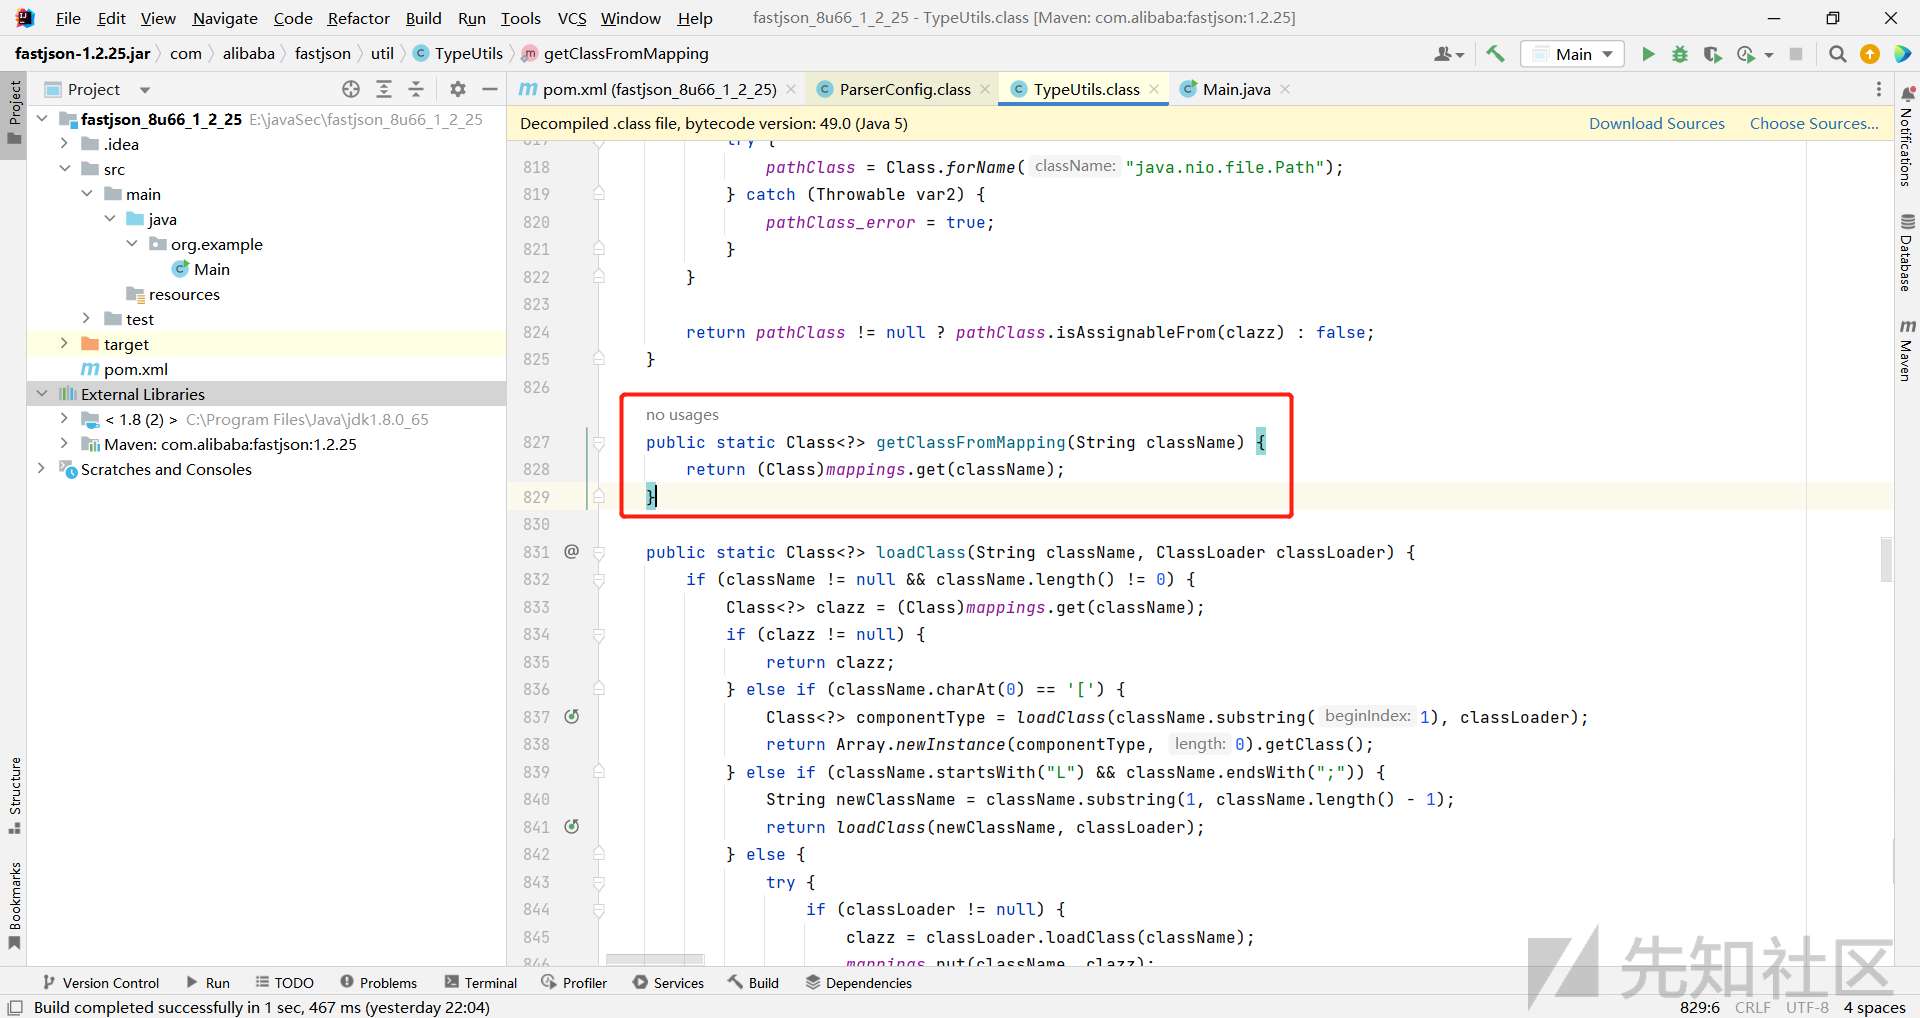 File Edit View Navigate Code Refactor Build Run Tools VCS Window Help fastjson_8u66_1_2_25 - TypeUtils.class [Maven: com.alibaba:fastjson:1.2.25]
fastjson-1.2.25.jar com alibaba fastjson util TypeUtils getClassFromMapping Main
Project
pom.xml (fastjson_8u66_1_2_25) ParserConfig.class TypeUtils.class Main.java
Decompiled .class file, bytecode version: 49.0 (Java 5) Download Sources Choose Sources...
Project
fastjson_8u66_1_2_25 E:\javaSec\fastjson_8u66_1_2_25
.idea
src
main
java
org.example
Main
resources
test
target
pom.xml
External Libraries
< 1.8 (2) > C:\Program Files\Java\jdk1.8.0_65
Maven: com.alibaba:fastjson:1.2.25
Scratches and Consoles
Structure
Bookmarks
817 try {
818 pathClass = Class.forName( className: "java.nio.file.Path");
819 } catch (Throwable var2) {
820 pathClass_error = true;
821 }
822 }
823
824 return pathClass != null ? pathClass.isAssignableFrom(clazz) : false;
825 }
826
no usages
827 public static Class<?> getClassFromMapping(String className) {
828 return (Class)mappings.get(className);
829 }
830
831 @ public static Class<?> loadClass(String className, ClassLoader classLoader) {
832 if (className != null && className.length() != 0) {
833 Class<?> clazz = (Class)mappings.get(className);
834 if (clazz != null) {
835 return clazz;
836 } else if (className.charAt(0) == '[') {
837 Class<?> componentType = loadClass(className.substring( beginIndex: 1), classLoader);
838 return Array.newInstance(componentType, length: 0).getClass();
839 } else if (className.startsWith("L") && className.endsWith(";")) {
840 String newClassName = className.substring(1, className.length() - 1);
841 return loadClass(newClassName, classLoader);
842 } else {
843 try {
844 if (classLoader != null) {
845 clazz = classLoader.loadClass(className);
846 mappings.put(className, clazz);
Notifications
Database
Maven
先知社区
Version Control Run TODO Problems Terminal Profiler Services Build Dependencies
Build completed successfully in 1 sec, 467 ms (yesterday 22:04) 829:6 CRLF UTF-8 4 spaces